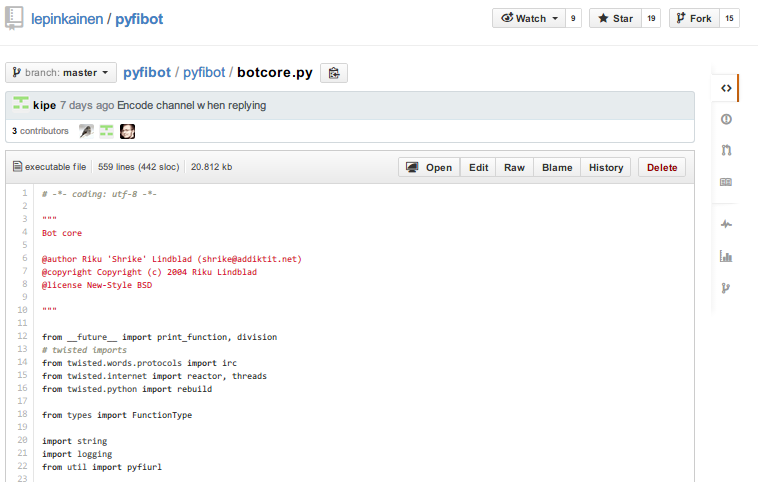 lepinkainen / pyfibot
Watch 9 Star 19 Fork 15
branch: master pyfibot / pyfibot / botcore.py
kipe 7 days ago Encode channel when replying
3 contributors
executable file 559 lines (442 sloc) 20.812 kb Open Edit Raw Blame History Delete
1 # -*- coding: utf-8 -*-
2
3 """
4 Bot core
5
6 @author Riku 'Shrike' Lindblad (shrike@addiktit.net)
7 @copyright Copyright (c) 2004 Riku Lindblad
8 @license New-Style BSD
9
10 """
11
12 from __future__ import print_function, division
13 # twisted imports
14 from twisted.words.protocols import irc
15 from twisted.internet import reactor, threads
16 from twisted.python import rebuild
17
18 from types import FunctionType
19
20 import string
21 import logging
22 from util import pyfiurl
23